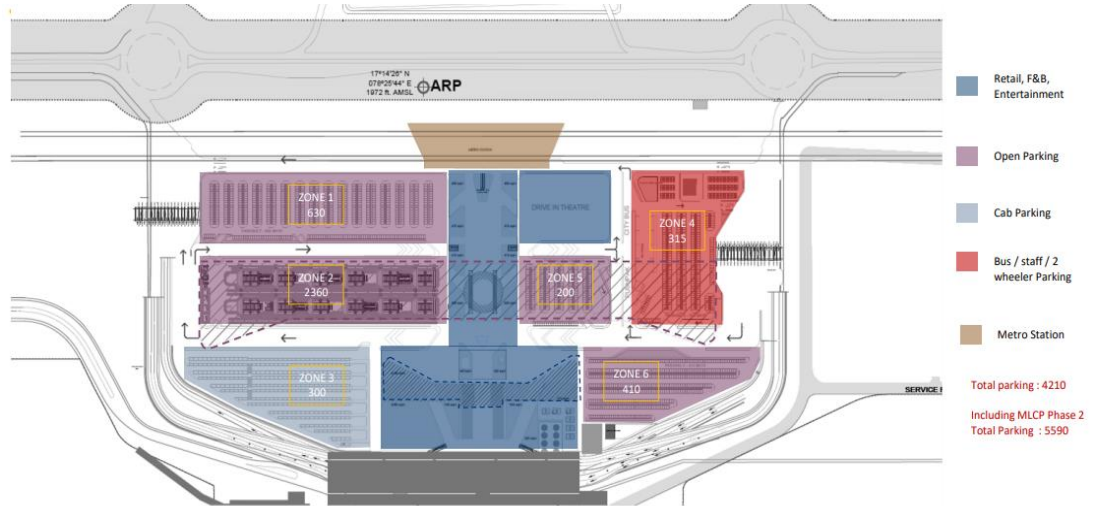 17°14'26" N
078°25'44" E
1972 ft. AMSL
ARP
ZONE 1
630
DRIVE IN THEATRE
CITY BUS
ZONE 4
315
ZONE 2
2360
ZONE 5
200
ZONE 3
300
ZONE 6
410
SERVICE
Retail, F&B,
Entertainment
Open Parking
Cab Parking
Bus / staff / 2
wheeler Parking
Metro Station
Total parking : 4210
Including MLCP Phase 2
Total Parking  : 5590